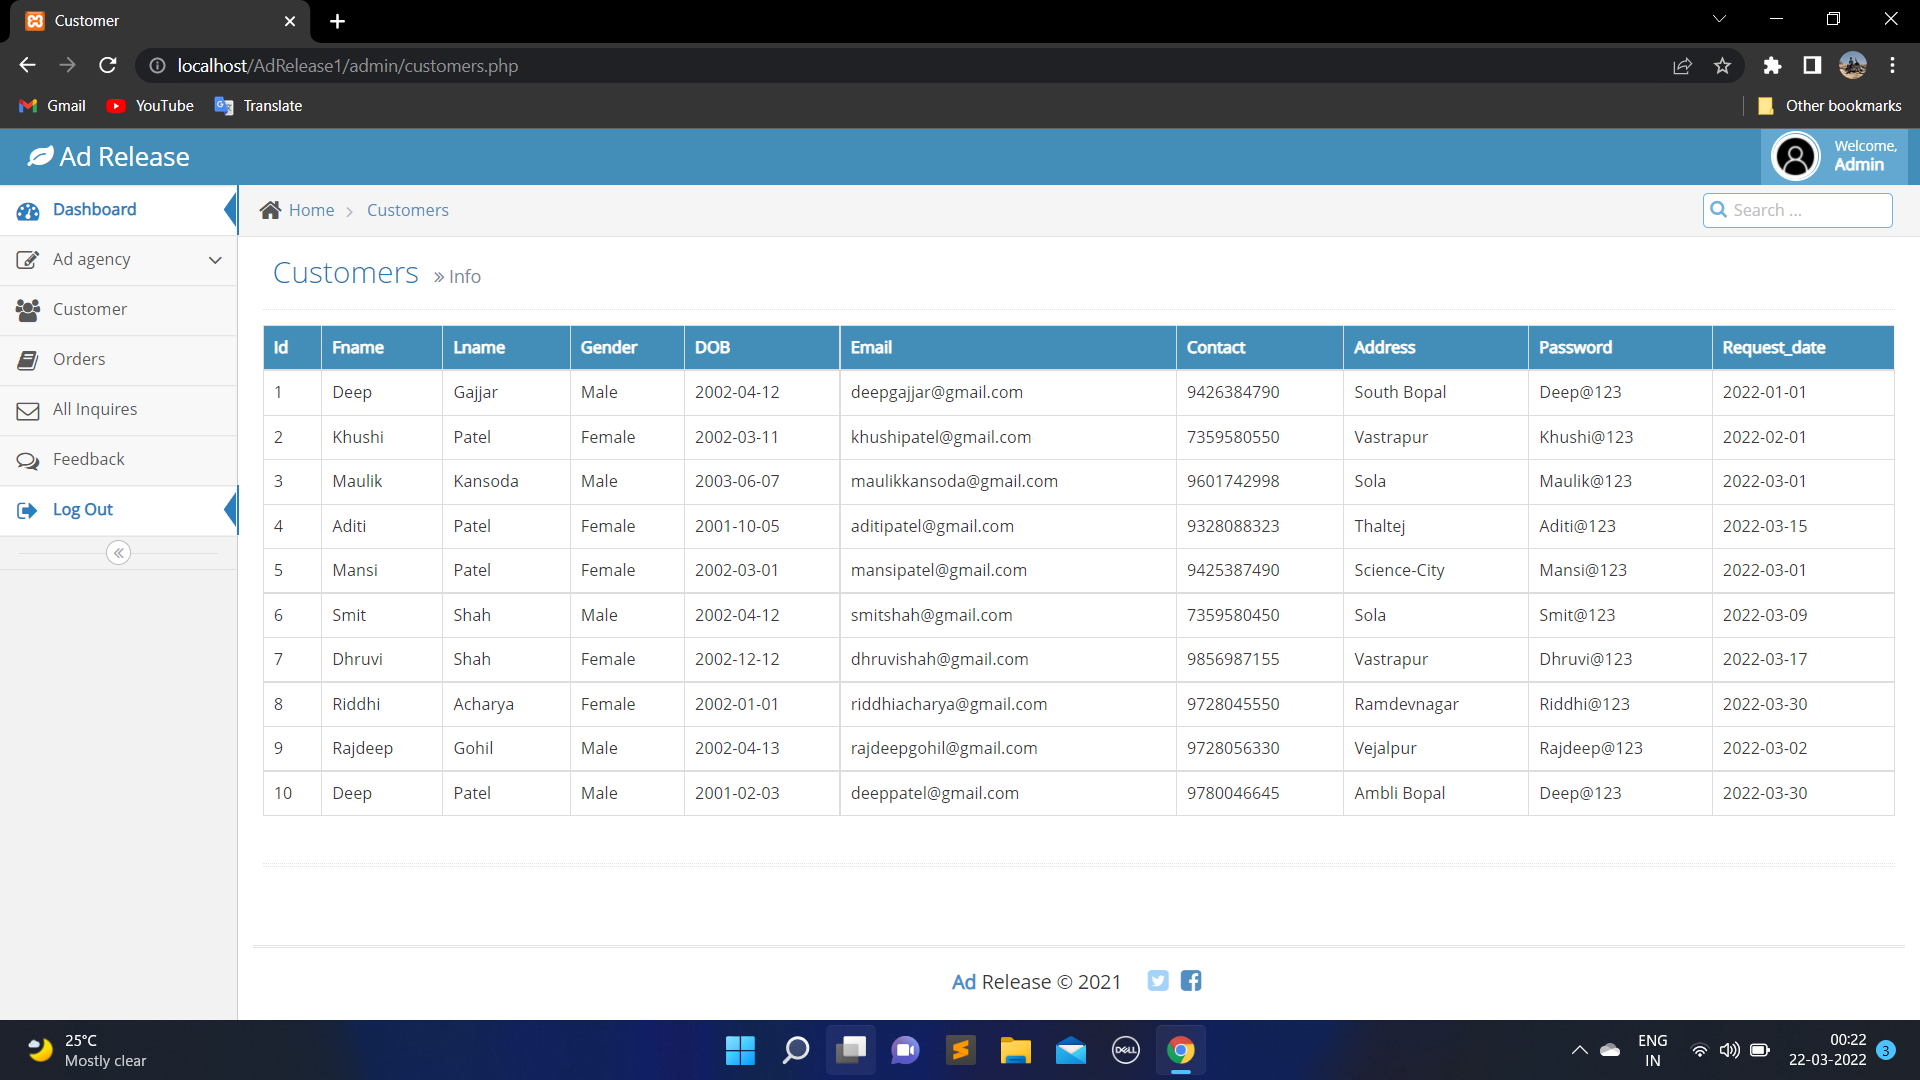 Customer
localhost/AdRelease1/admin/customers.php
Gmail YouTube Translate Other bookmarks
Ad Release
Welcome,
Admin
Dashboard
Ad agency
Customer
Orders
All Inquires
Feedback
Log Out
Home Customers
Search ...
Customers » Info
Id Fname Lname Gender DOB Email Contact Address Password Request_date
1 Deep Gajjar Male 2002-04-12 deepgajjar@gmail.com 9426384790 South Bopal Deep@123 2022-01-01
2 Khushi Patel Female 2002-03-11 khushipatel@gmail.com 7359580550 Vastrapur Khushi@123 2022-02-01
3 Maulik Kansoda Male 2003-06-07 maulikkansoda@gmail.com 9601742998 Sola Maulik@123 2022-03-01
4 Aditi Patel Female 2001-10-05 aditipatel@gmail.com 9328088323 Thaltej Aditi@123 2022-03-15
5 Mansi Patel Female 2002-03-01 mansipatel@gmail.com 9425387490 Science-City Mansi@123 2022-03-01
6 Smit Shah Male 2002-04-12 smitshah@gmail.com 7359580450 Sola Smit@123 2022-03-09
7 Dhruvi Shah Female 2002-12-12 dhruvishah@gmail.com 9856987155 Vastrapur Dhruvi@123 2022-03-17
8 Riddhi Acharya Female 2002-01-01 riddhiacharya@gmail.com 9728045550 Ramdevnagar Riddhi@123 2022-03-30
9 Rajdeep Gohil Male 2002-04-13 rajdeepgohil@gmail.com 9728056330 Vejalpur Rajdeep@123 2022-03-02
10 Deep Patel Male 2001-02-03 deeppatel@gmail.com 9780046645 Ambli Bopal Deep@123 2022-03-30
Ad Release © 2021
25°C
Mostly clear
DELL
ENG
IN
00:22
22-03-2022
3